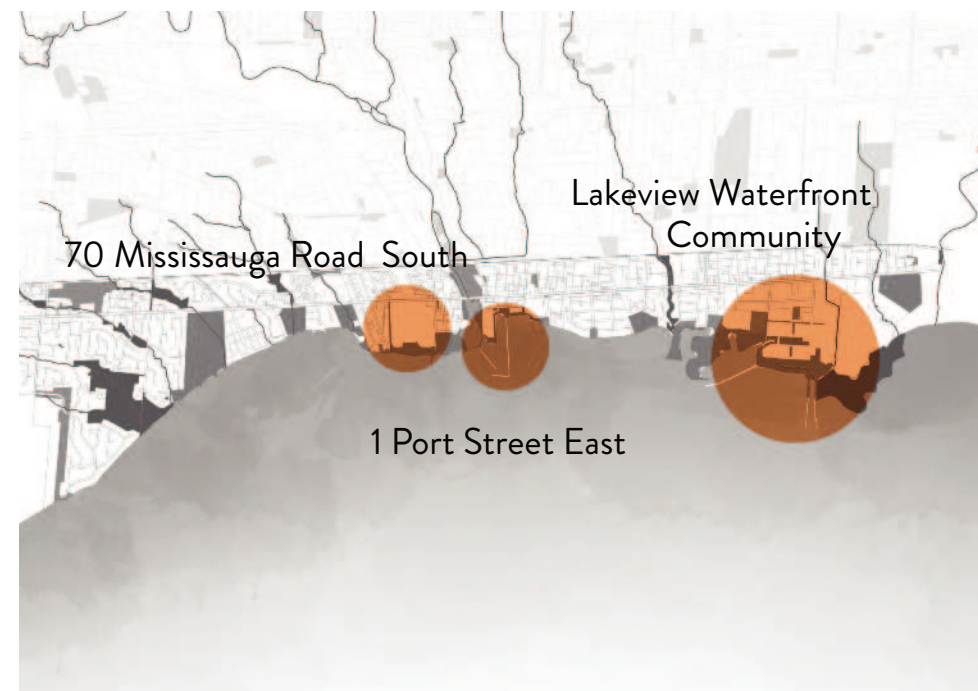 Lakeview Waterfront
Community
70 Mississauga Road South
1 Port Street East